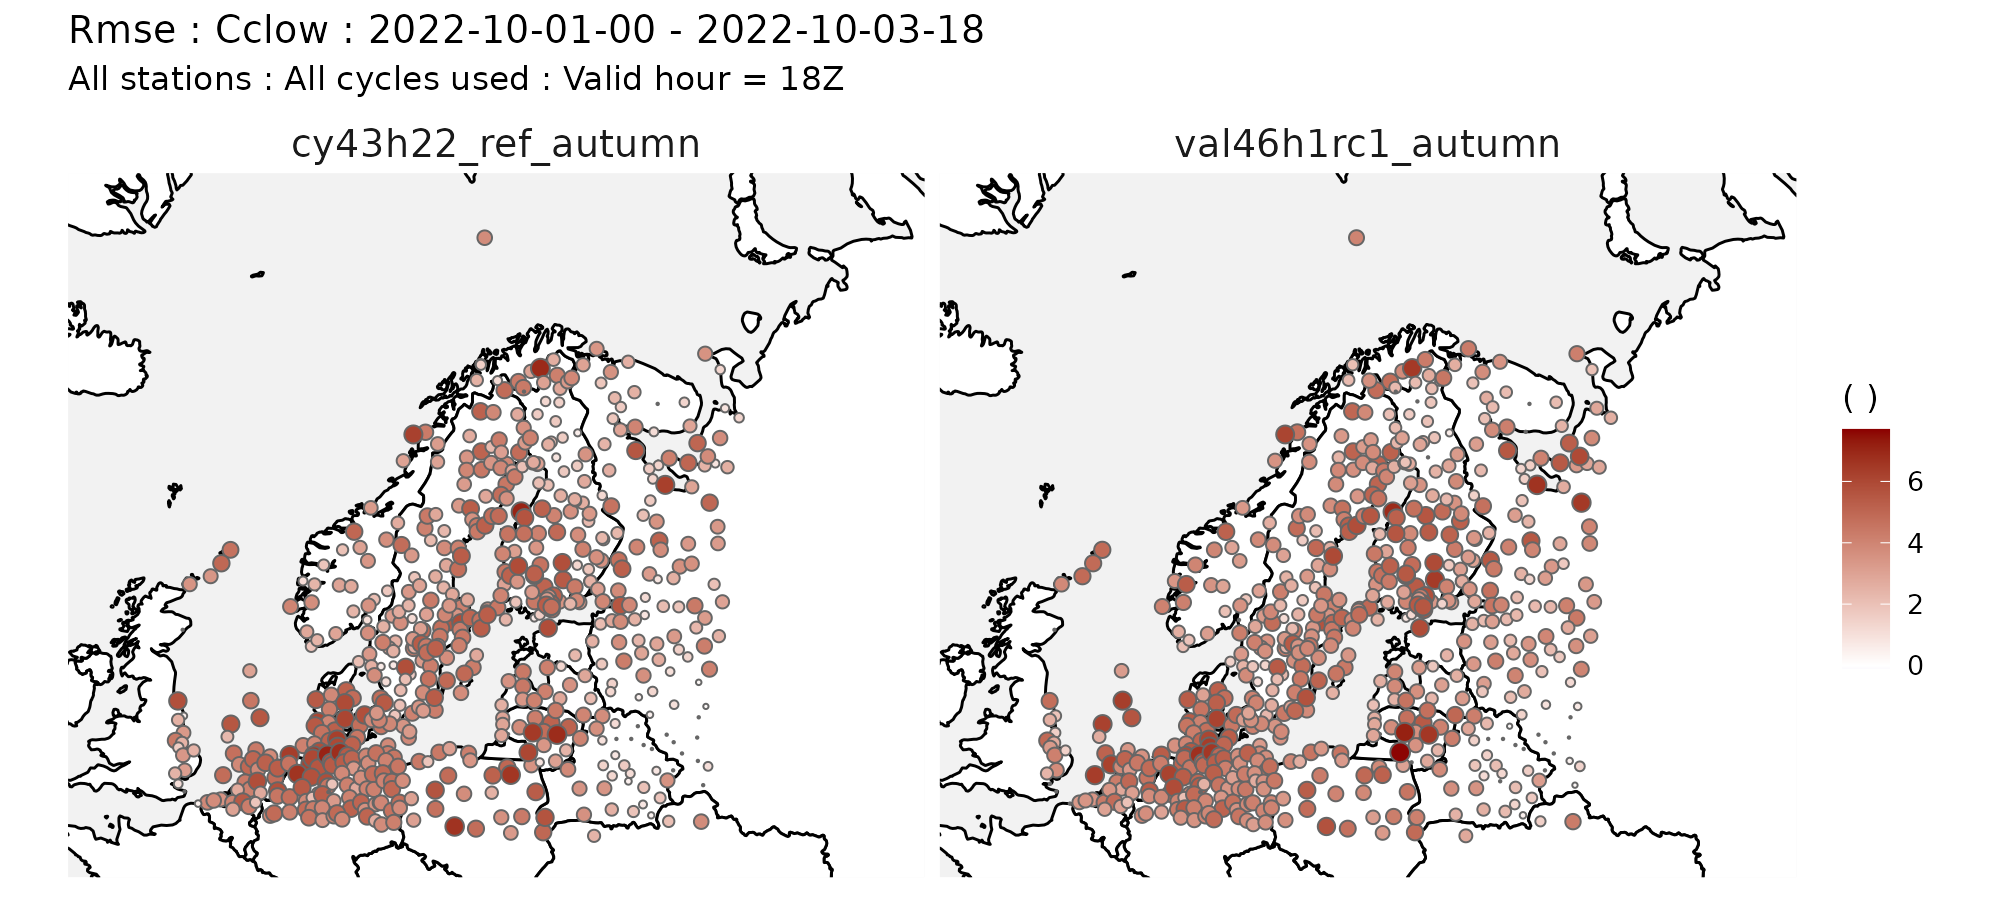 Rmse : Cclow : 2022-10-01-00 - 2022-10-03-18
All stations : All cycles used : Valid hour = 18Z
cy43h22_ref_autumn
val46h1rc1_autumn
( )
6
4
2
0